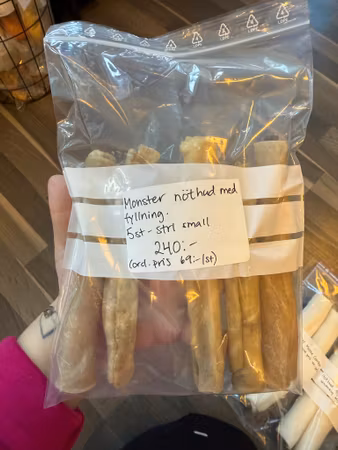 Monster nöthud med
fyllning.
5st - strl small
240:-
(ord. pris 69:-/st)